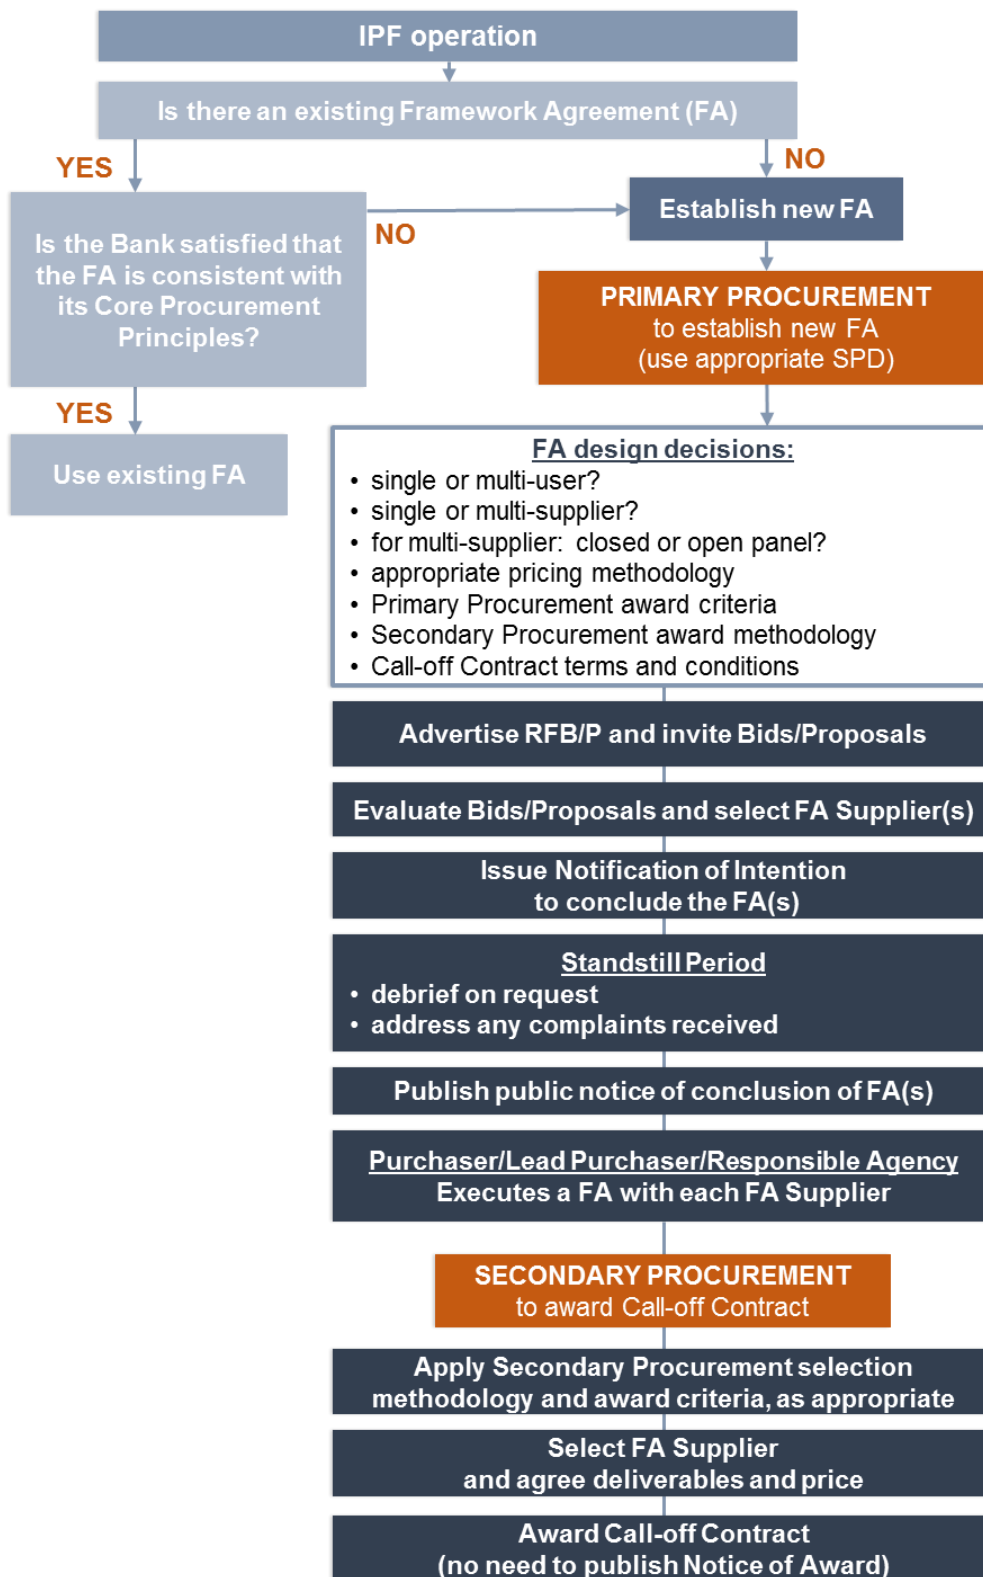 IPF operation
Is there an existing Framework Agreement (FA)
YES
NO
Is the Bank satisfied that
the FA is consistent with
its Core Procurement
Principles?
NO
Establish new FA
PRIMARY PROCUREMENT
to establish new FA
(use appropriate SPD)
YES
Use existing FA
FA design decisions:
• single or multi-user?
• single or multi-supplier?
• for multi-supplier: closed or open panel?
• appropriate pricing methodology
• Primary Procurement award criteria
• Secondary Procurement award methodology
• Call-off Contract terms and conditions
Advertise RFB/P and invite Bids/Proposals
Evaluate Bids/Proposals and select FA Supplier(s)
Issue Notification of Intention
to conclude the FA(s)
Standstill Period
• debrief on request
• address any complaints received
Publish public notice of conclusion of FA(s)
Purchaser/Lead Purchaser/Responsible Agency
Executes a FA with each FA Supplier
SECONDARY PROCUREMENT
to award Call-off Contract
Apply Secondary Procurement selection
methodology and award criteria, as appropriate
Select FA Supplier
and agree deliverables and price
Award Call-off Contract
(no need to publish Notice of Award)